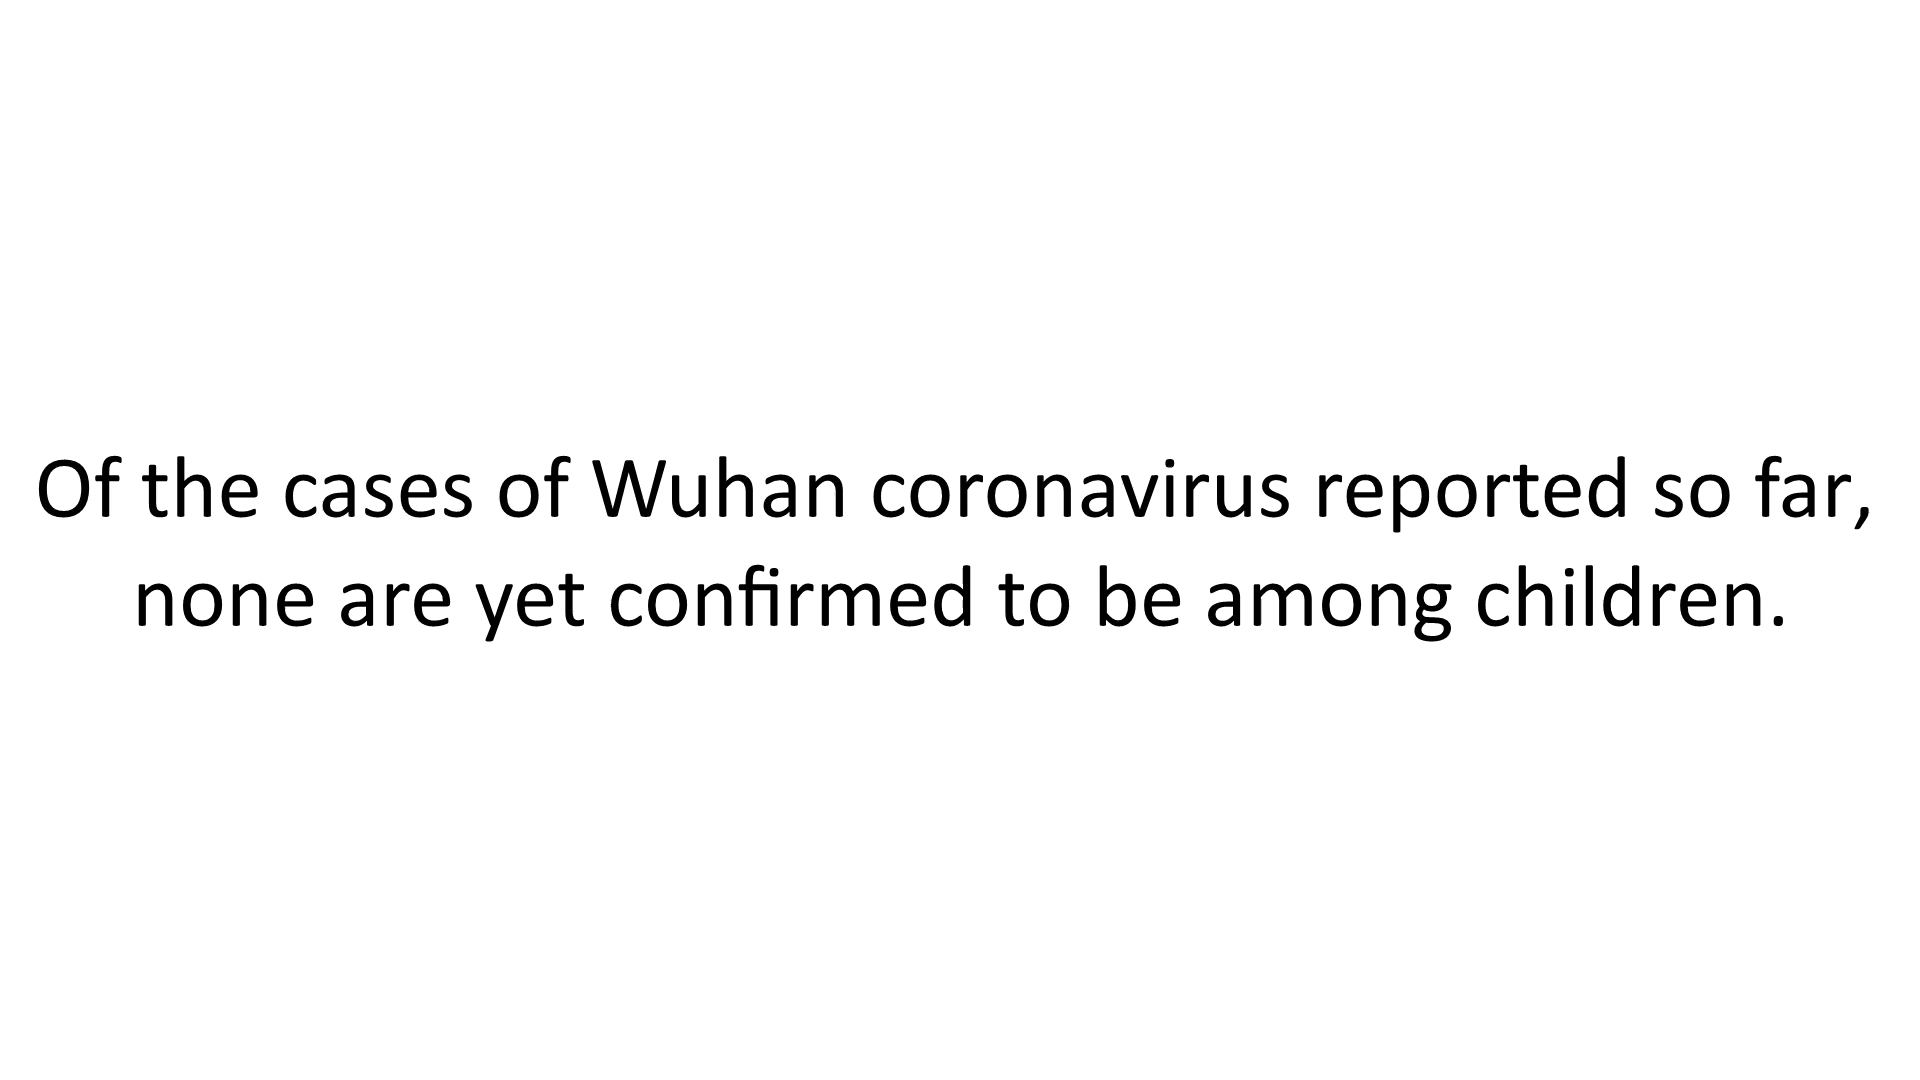 Of the cases of Wuhan coronavirus reported so far,
none are yet confirmed to be among children.